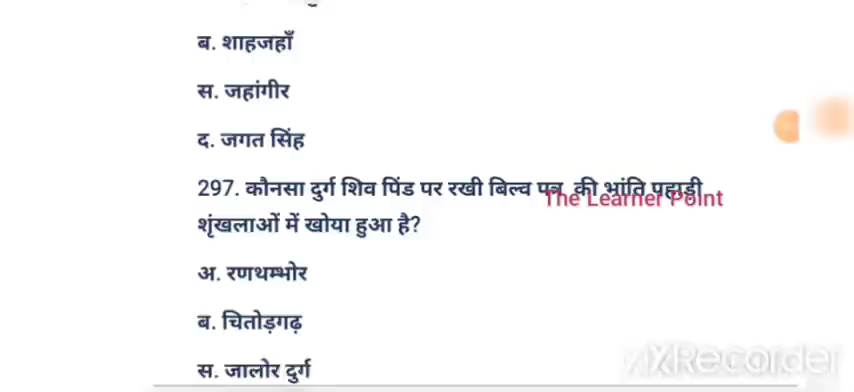 ब. शाहजहाँ
स. जहांगीर
द. जगत सिंह
297. कौनसा दुर्ग शिव पिंड पर रखी बिल्व पत्र की भांति पहाड़ी
The Learner Point
शृंखलाओं में खोया हुआ है?
अ. रणथम्भोर
ब. चितोड़गढ़
स. जालोर दुर्ग
XRecorder